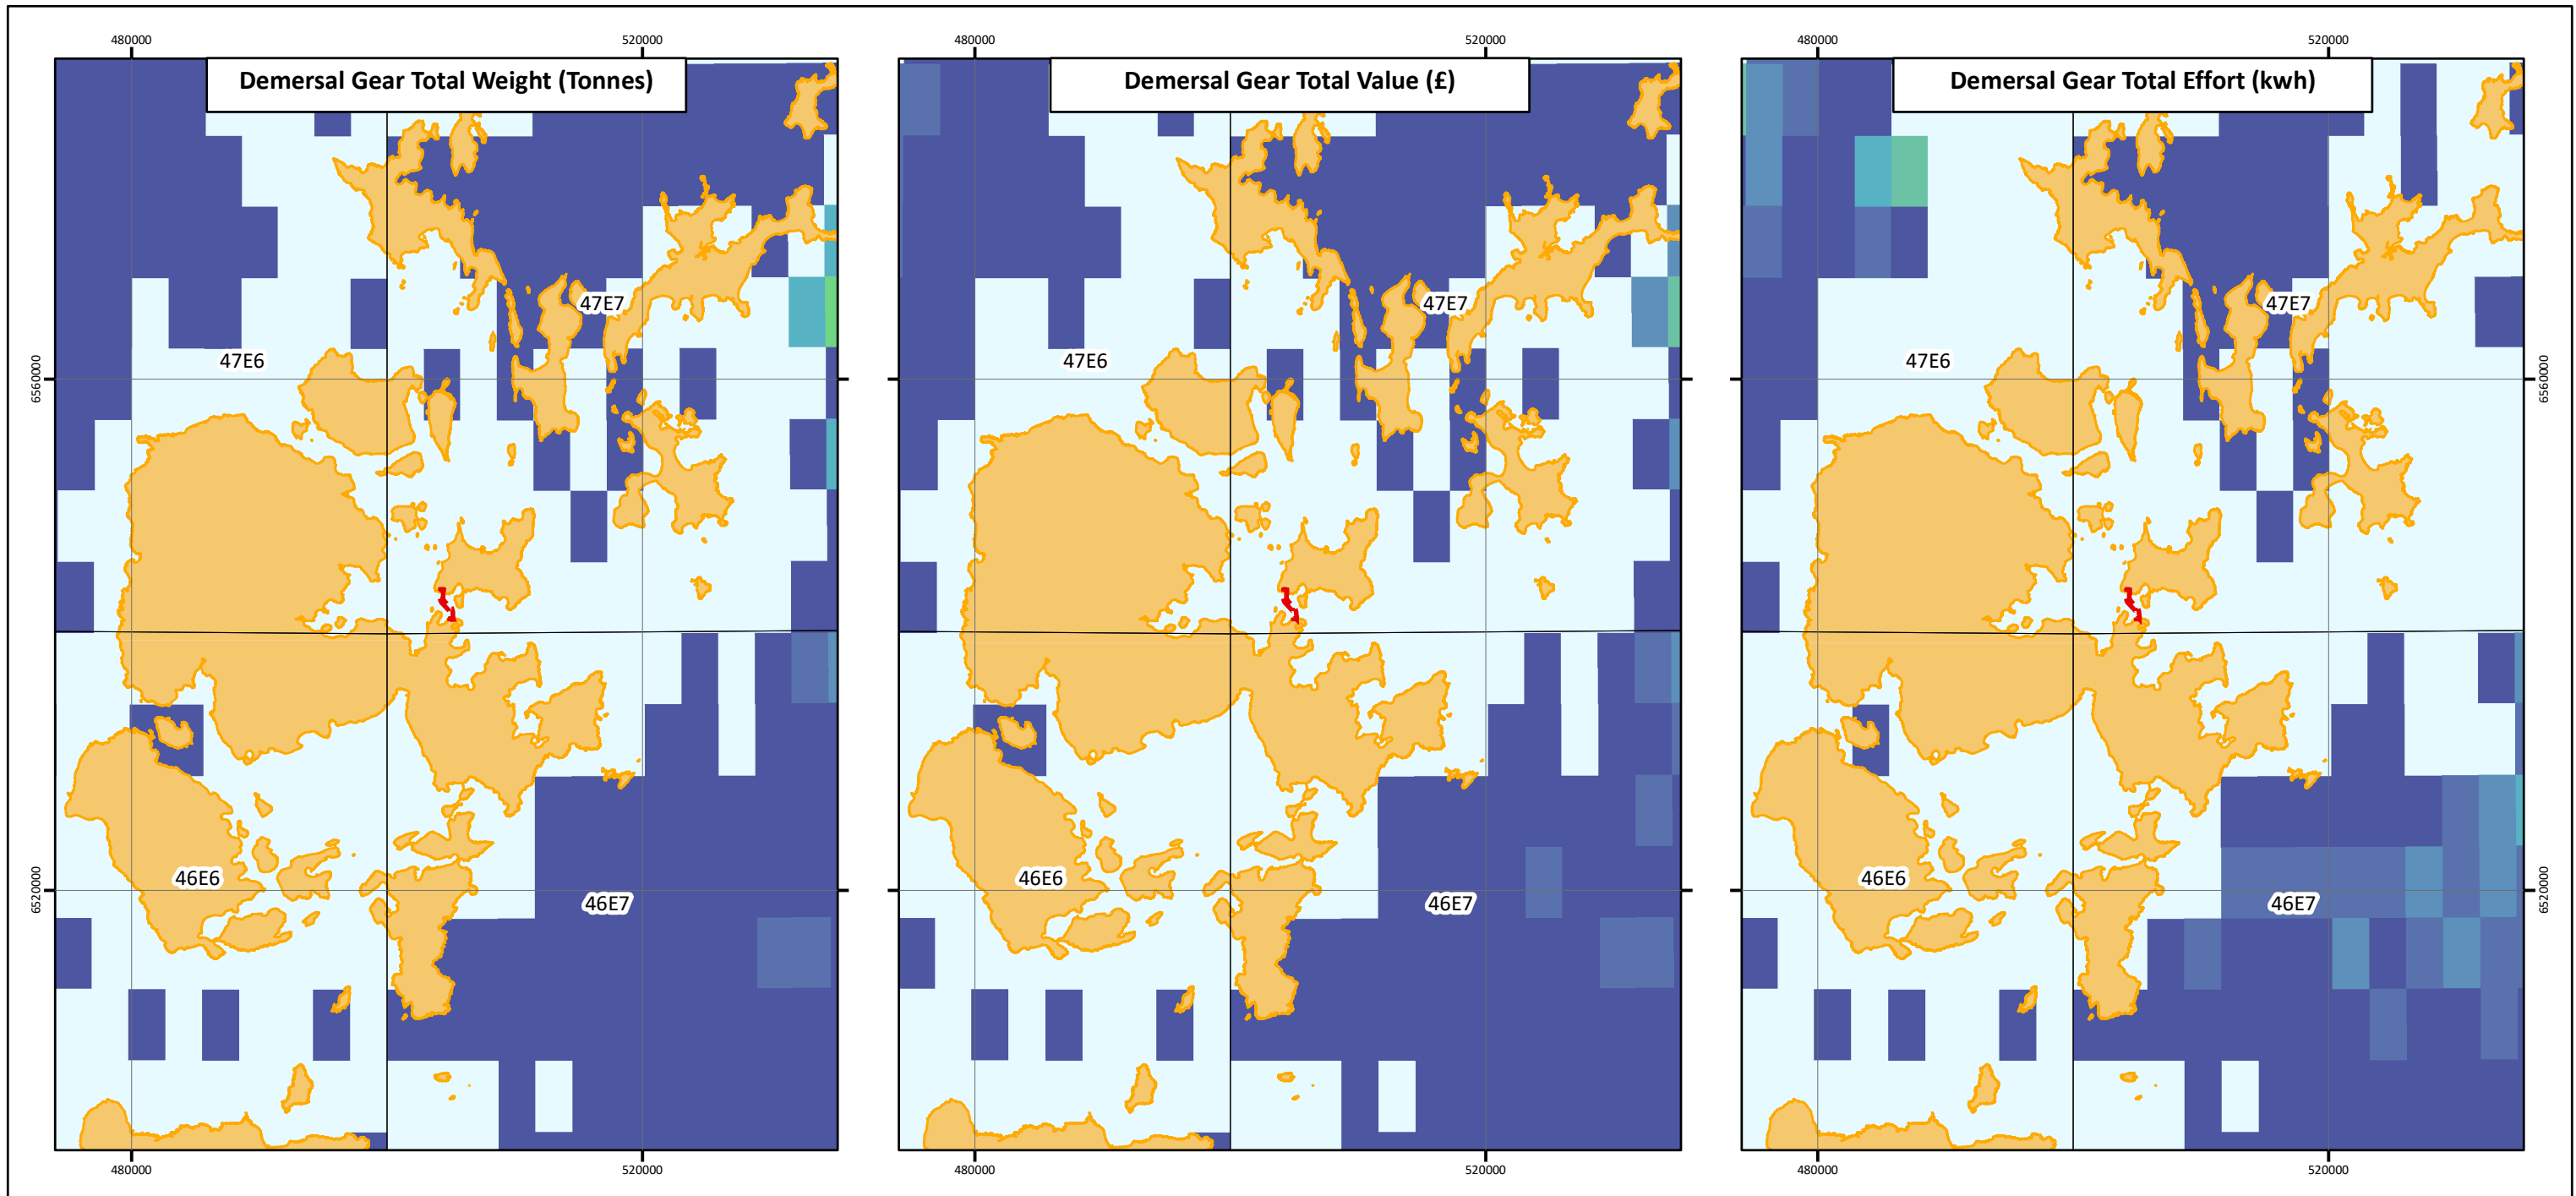 480000
520000
480000
520000
480000
520000
Demersal Gear Total Weight (Tonnes)
Demersal Gear Total Value (£)
Demersal Gear Total Effort (kwh)
47E7
47E7
47E7
47E6
47E6
47E6
6560000
6560000
46E6
46E6
46E6
46E7
46E7
46E7
6520000
6520000
480000
520000
480000
520000
480000
520000